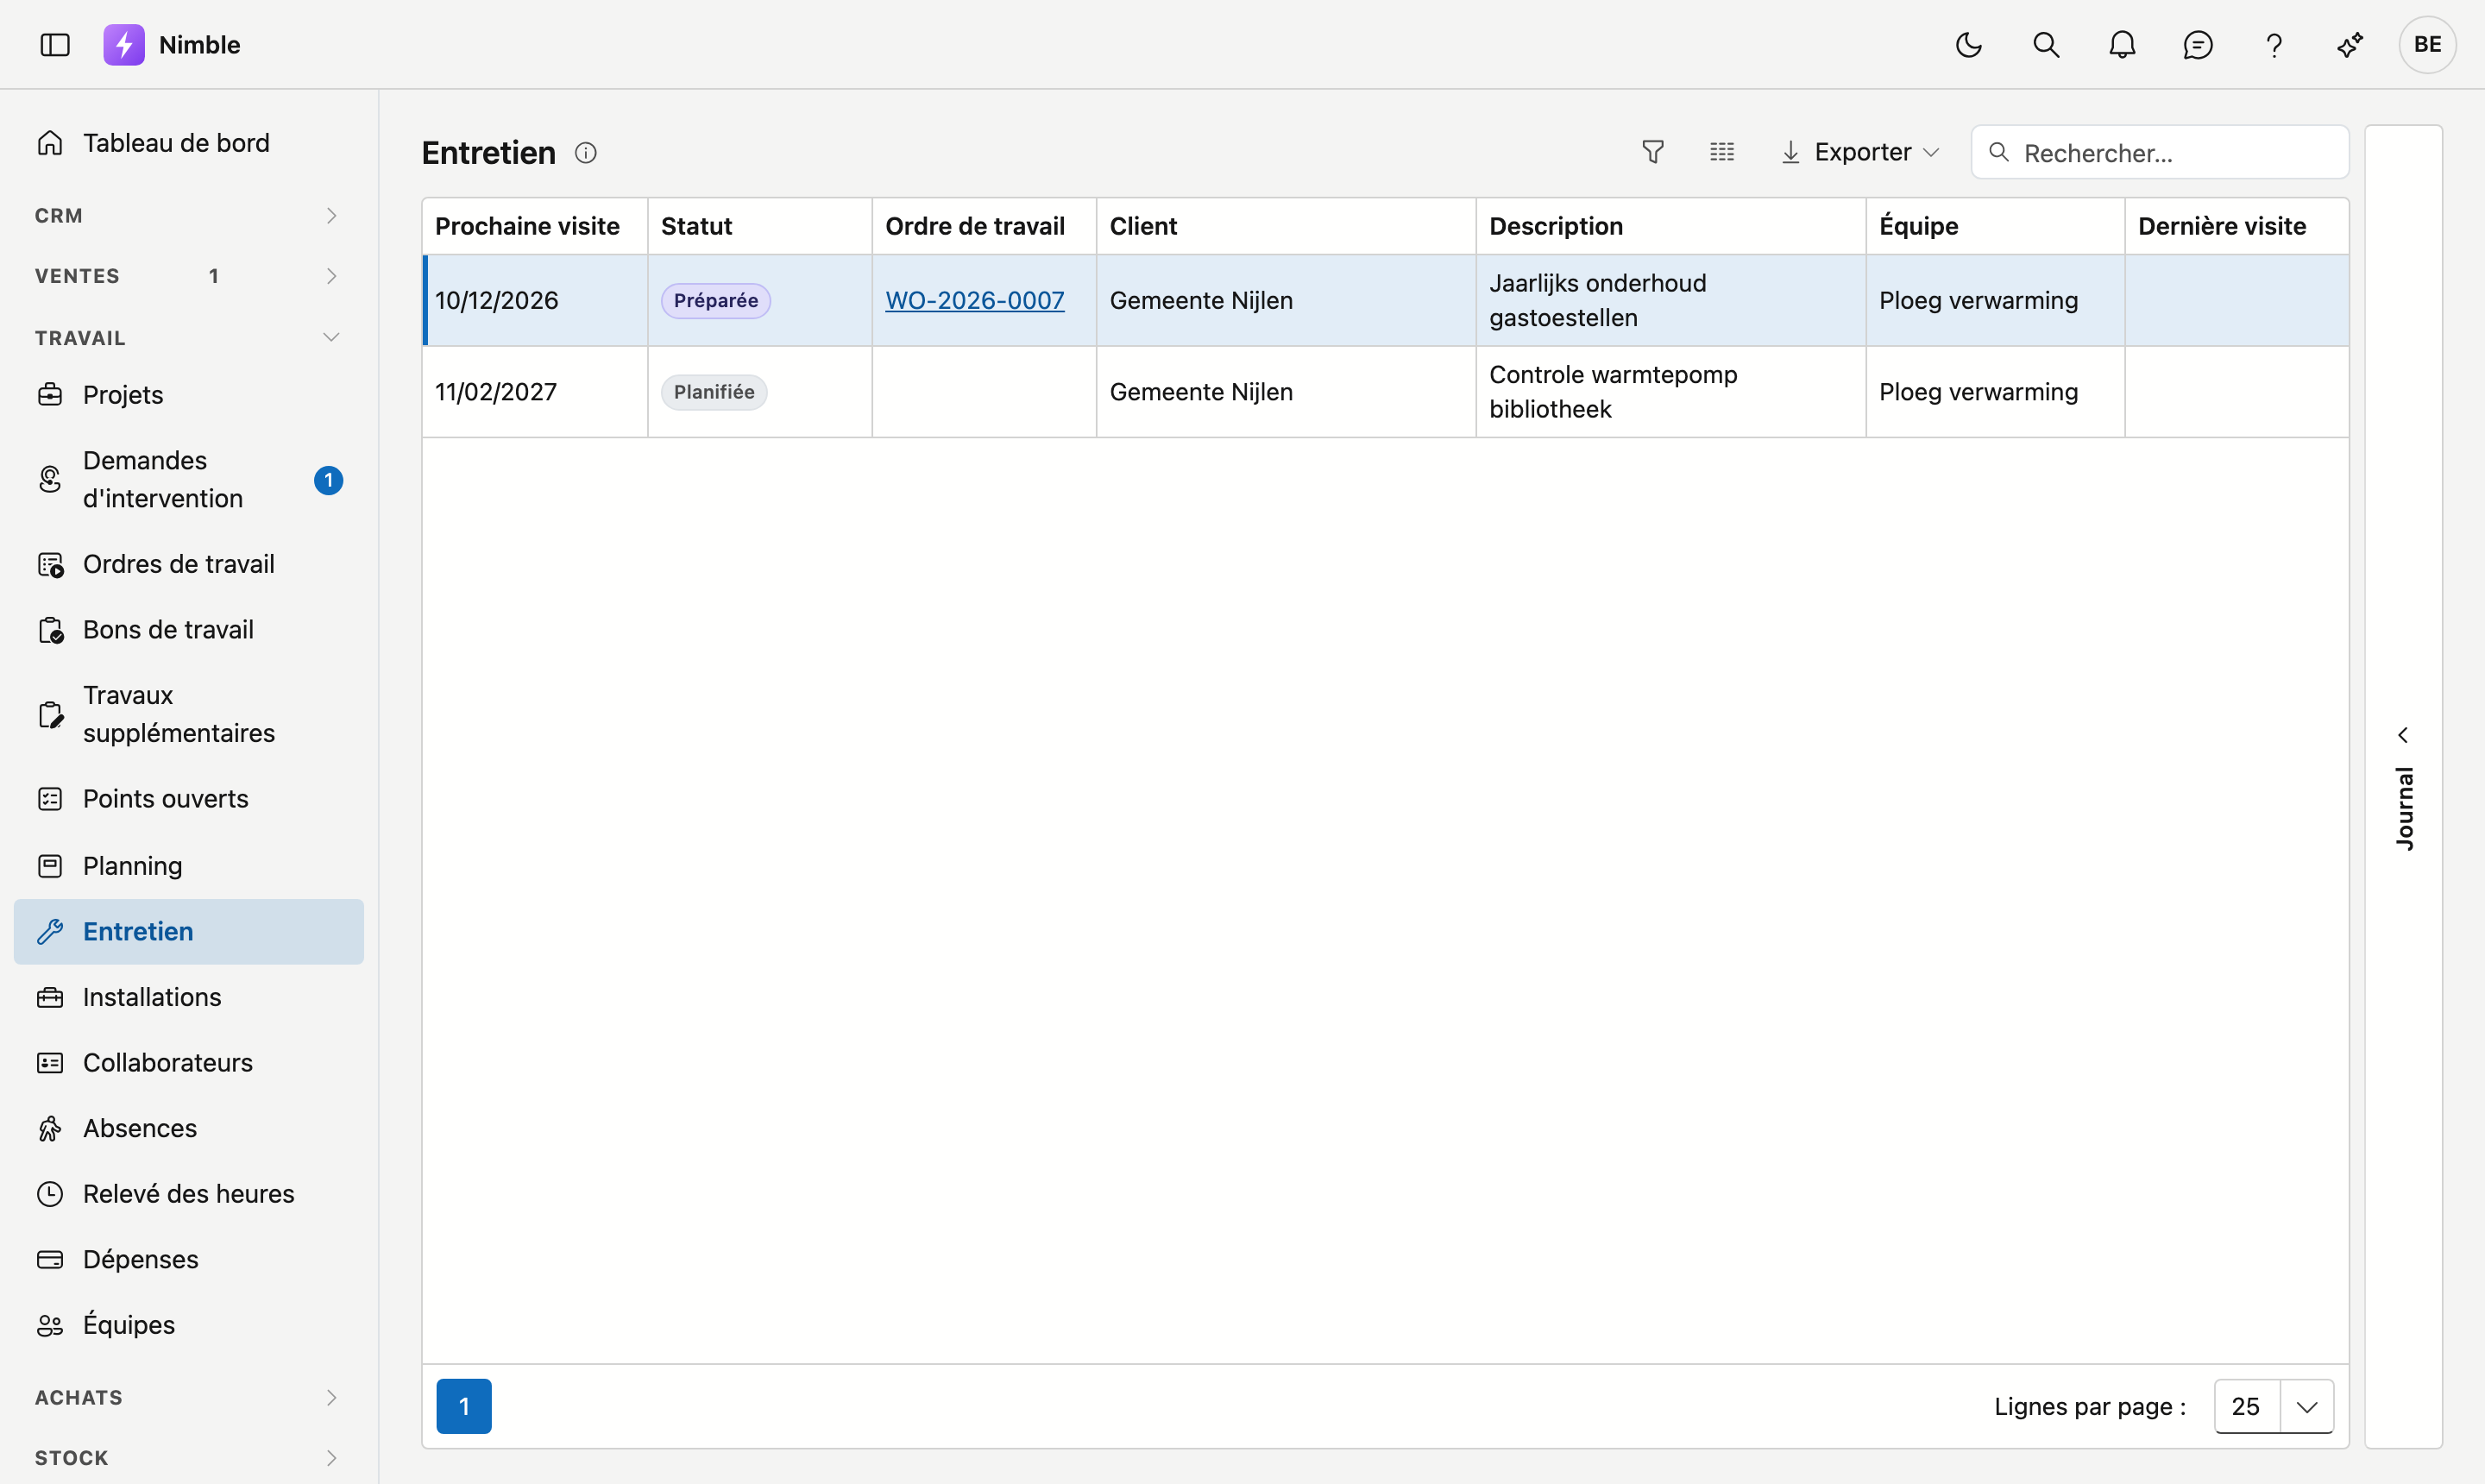 Nimble
BE
Tableau de bord
CRM
VENTES 1
TRAVAIL
Projets
Demandes
d'intervention
1
Ordres de travail
Bons de travail
Travaux
supplémentaires
Points ouverts
Planning
Entretien
Installations
Collaborateurs
Absences
Relevé des heures
Dépenses
Équipes
ACHATS
STOCK
Entretien
Exporter
Rechercher...
Prochaine visite Statut Ordre de travail Client Description Équipe Dernière visite
10/12/2026 Préparée WO-2026-0007 Gemeente Nijlen Jaarlijks onderhoud
gastoestellen
Ploeg verwarming
11/02/2027 Planifiée Gemeente Nijlen Controle warmtepomp
bibliotheek
Ploeg verwarming
1
Lignes par page : 25
Journal